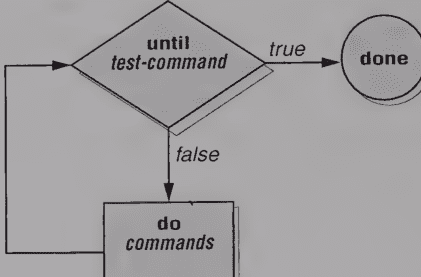 until
test-command
true
done
false
do
commands